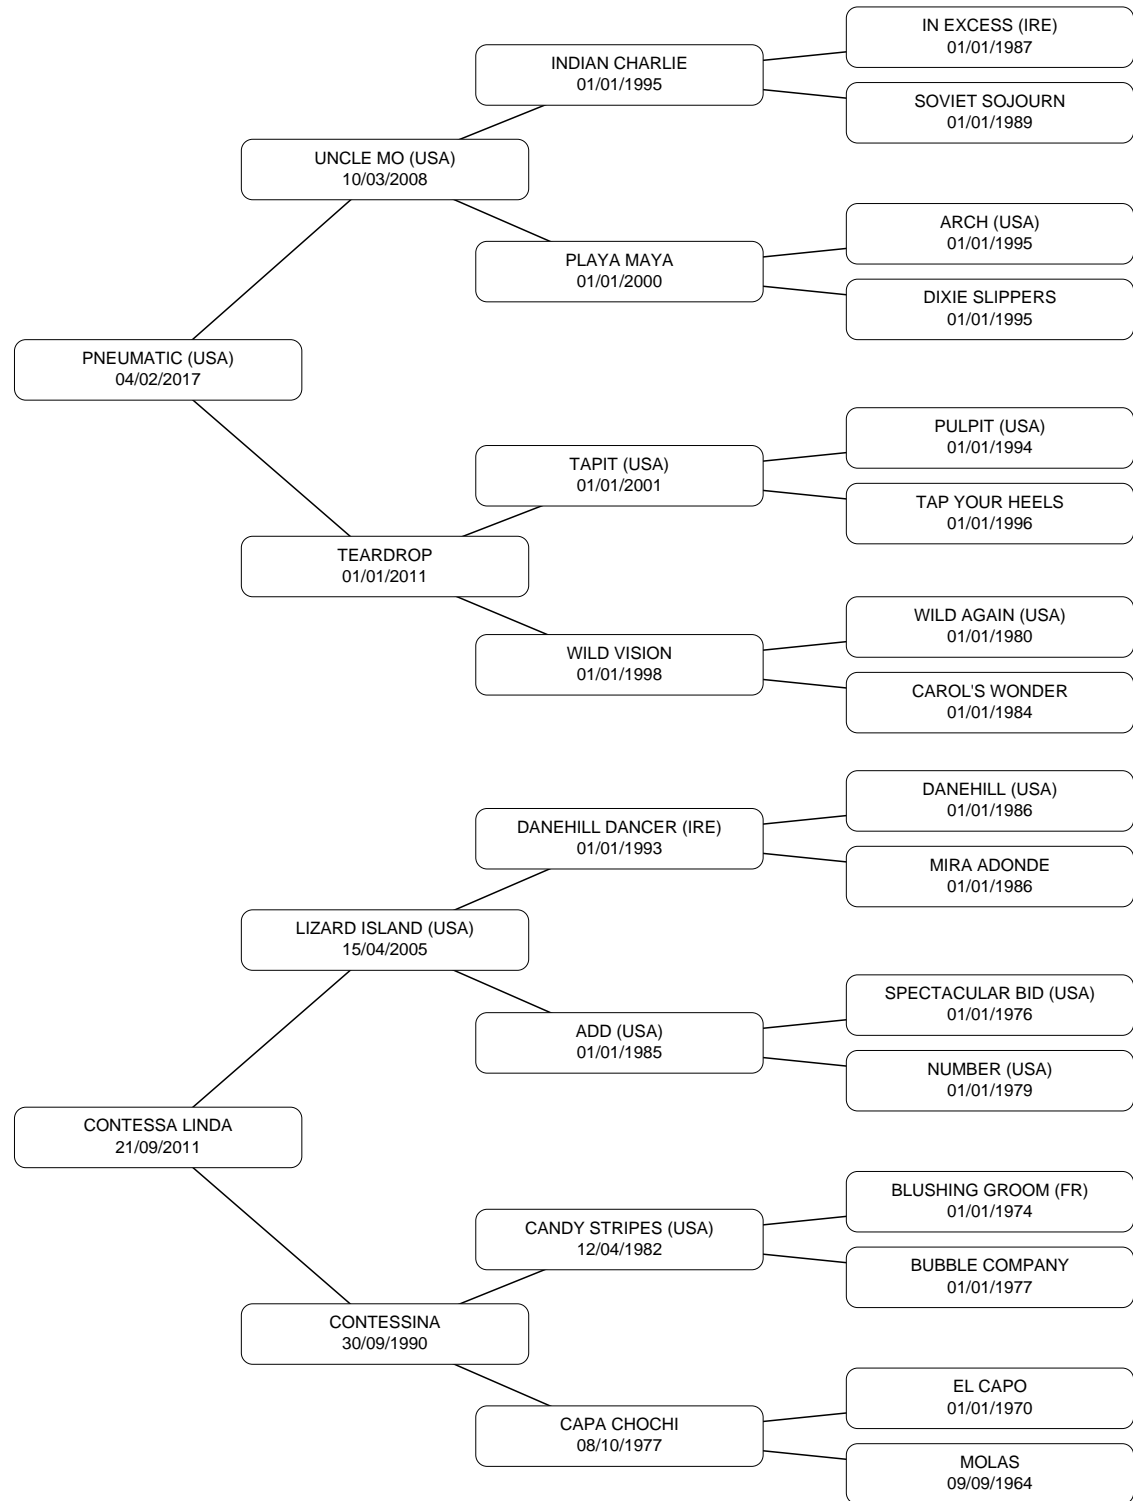 IN EXCESS (IRE)
01/01/1987
INDIAN CHARLIE
01/01/1995
SOVIET SOJOURN
01/01/1989
UNCLE MO (USA)
10/03/2008
ARCH (USA)
01/01/1995
PLAYA MAYA
01/01/2000
DIXIE SLIPPERS
01/01/1995
PNEUMATIC (USA)
04/02/2017
PULPIT (USA)
01/01/1994
TAPIT (USA)
01/01/2001
TAP YOUR HEELS
01/01/1996
TEARDROP
01/01/2011
WILD AGAIN (USA)
01/01/1980
WILD VISION
01/01/1998
CAROL'S WONDER
01/01/1984
DANEHILL (USA)
01/01/1986
DANEHILL DANCER (IRE)
01/01/1993
MIRA ADONDE
01/01/1986
LIZARD ISLAND (USA)
15/04/2005
SPECTACULAR BID (USA)
01/01/1976
ADD (USA)
01/01/1985
NUMBER (USA)
01/01/1979
CONTESSA LINDA
21/09/2011
BLUSHING GROOM (FR)
01/01/1974
CANDY STRIPES (USA)
12/04/1982
BUBBLE COMPANY
01/01/1977
CONTESSINA
30/09/1990
EL CAPO
01/01/1970
CAPA CHOCHI
08/10/1977
MOLAS
09/09/1964